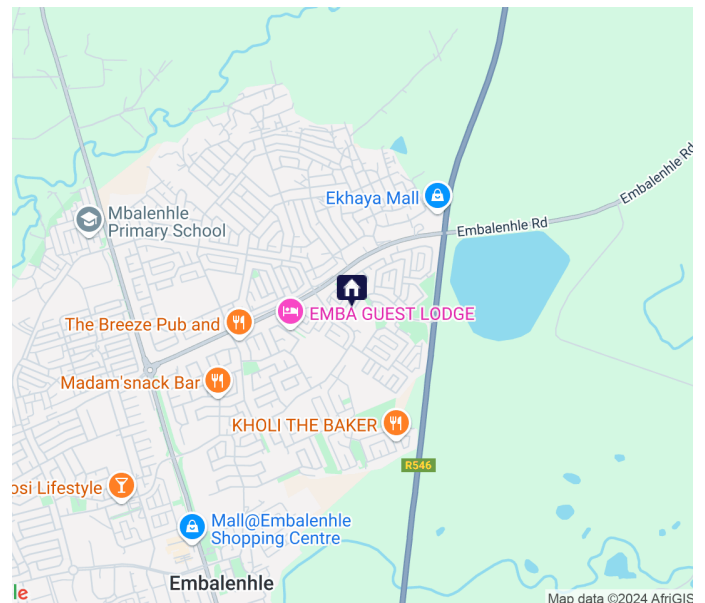 Ekhaya Mall
Embalenhle Rd
Embalenhle Rd
Mbalenhle
Primary School
EMBA GUEST LODGE
The Breeze Pub and
Madam'snack Bar
KHOLI THE BAKER
R546
osi Lifestyle
Mall@Embalenhle
Shopping Centre
Embalenhle
le
Map data ©2024 AfriGIS